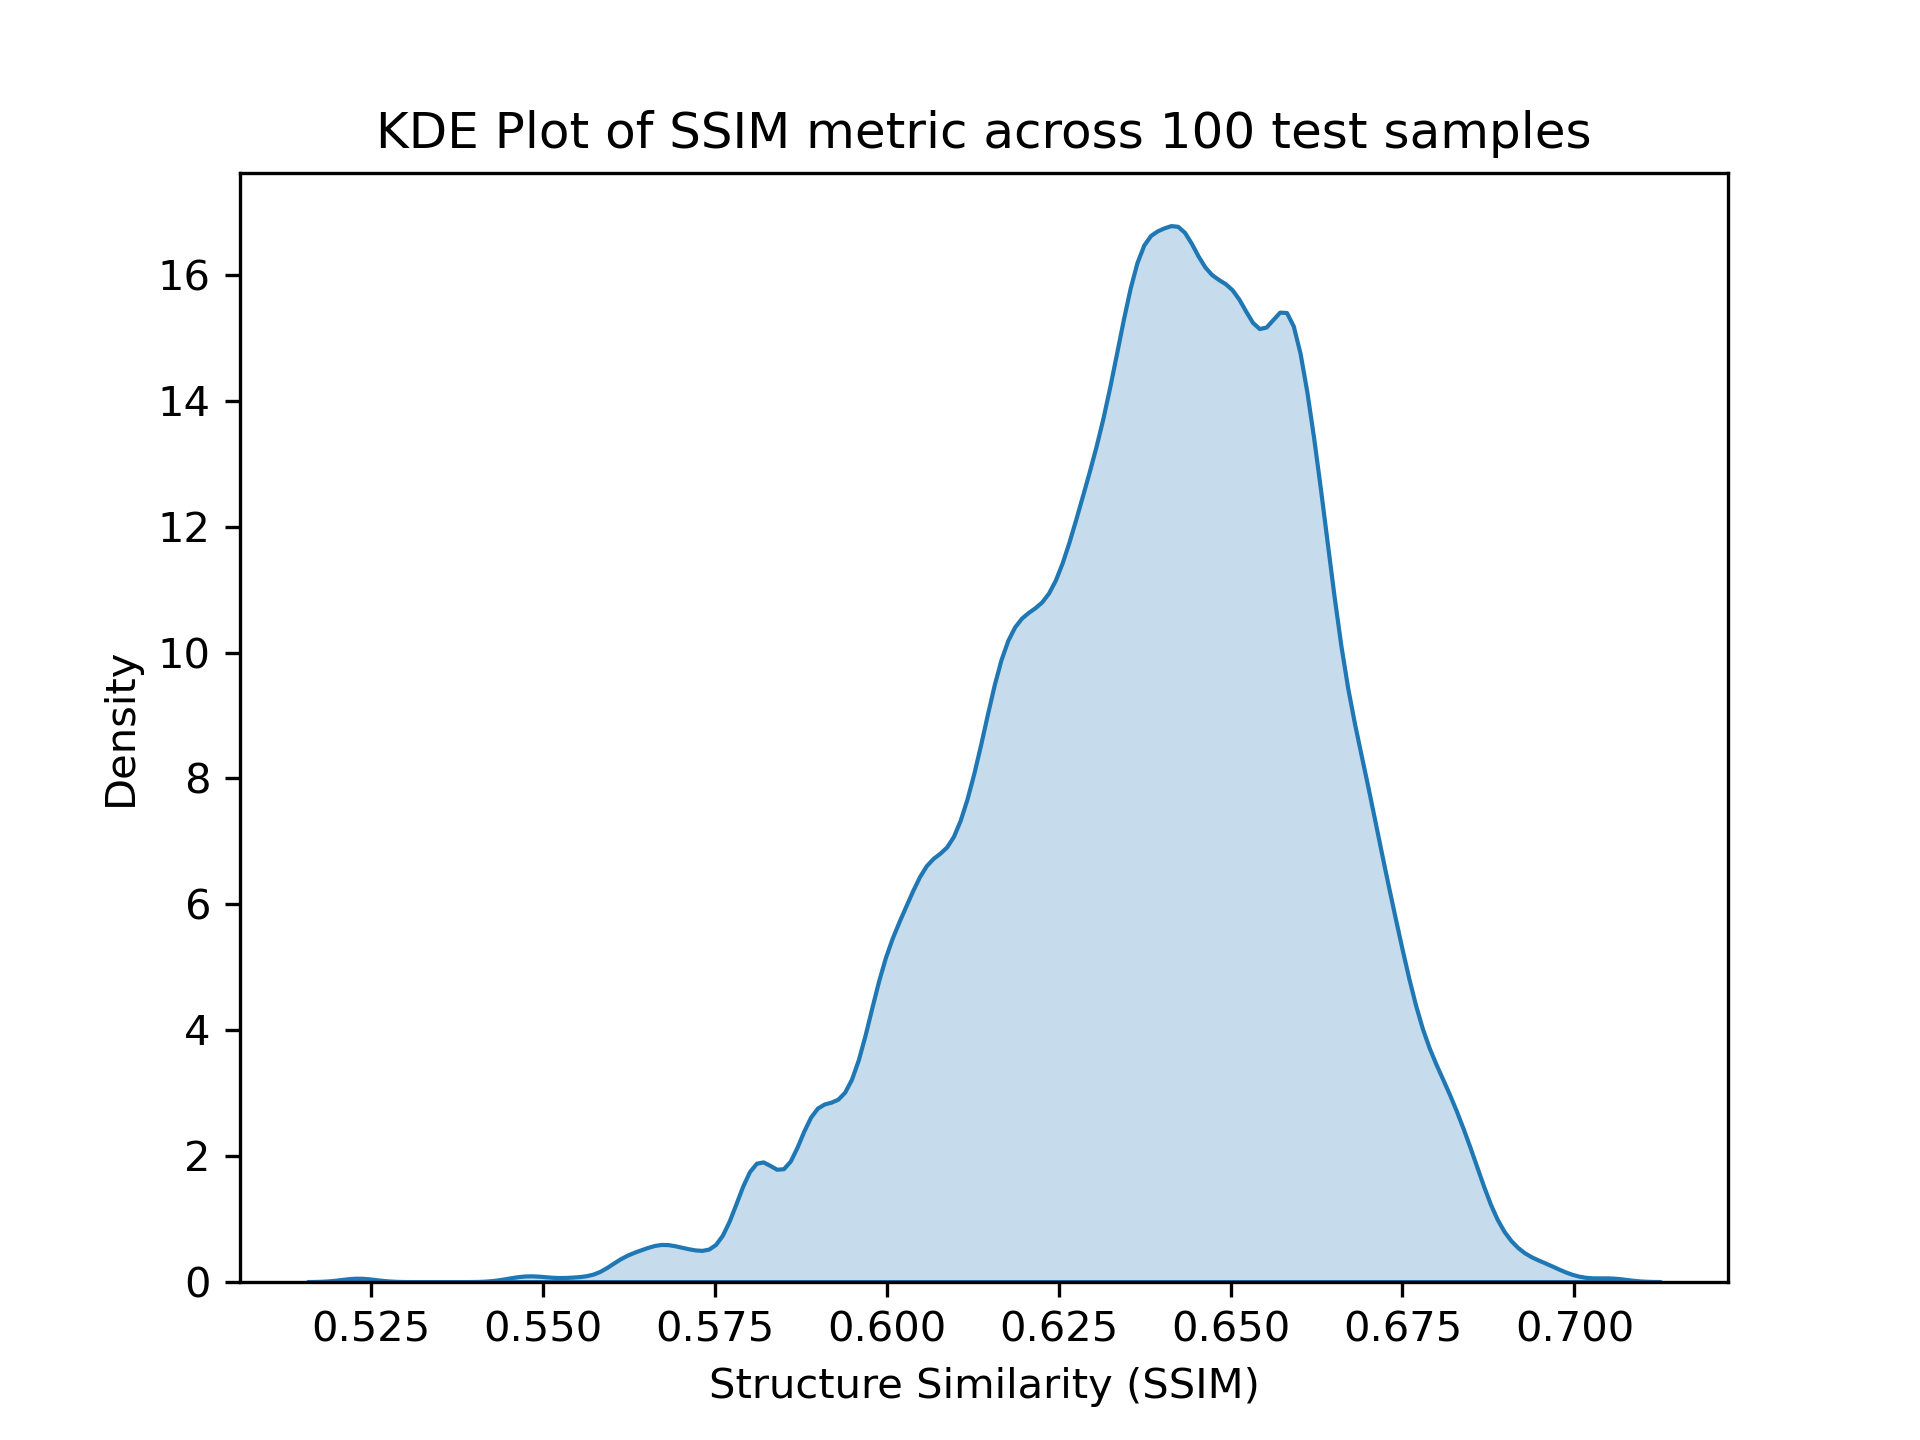 KDE Plot of SSIM metric across 100 test samples
16
14
12
10
8
6
4
2
0
Density
0.525 0.550 0.575 0.600 0.625 0.650 0.675 0.700
Structure Similarity (SSIM)